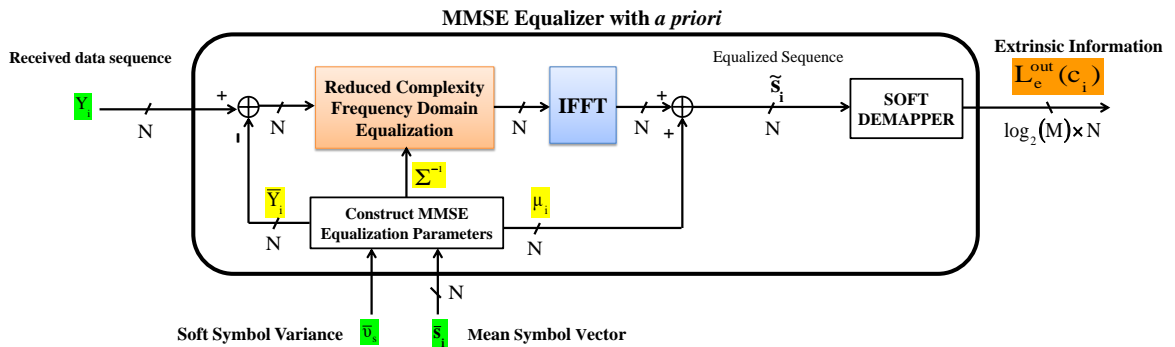 MMSE Equalizer with a priori
Received data sequence
Y_i
N
+
-
N
Reduced Complexity
Frequency Domain
Equalization
N
IFFT
N
+
+
Equalized Sequence
s̃_i
N
SOFT
DEMAPPER
Extrinsic Information
L_e^out(c_i)
log_2(M)×N
Σ^-1
Ȳ_i
N
Construct MMSE
Equalization Parameters
μ_i
N
N
Soft Symbol Variance
ῡ_s
s̄_i
Mean Symbol Vector